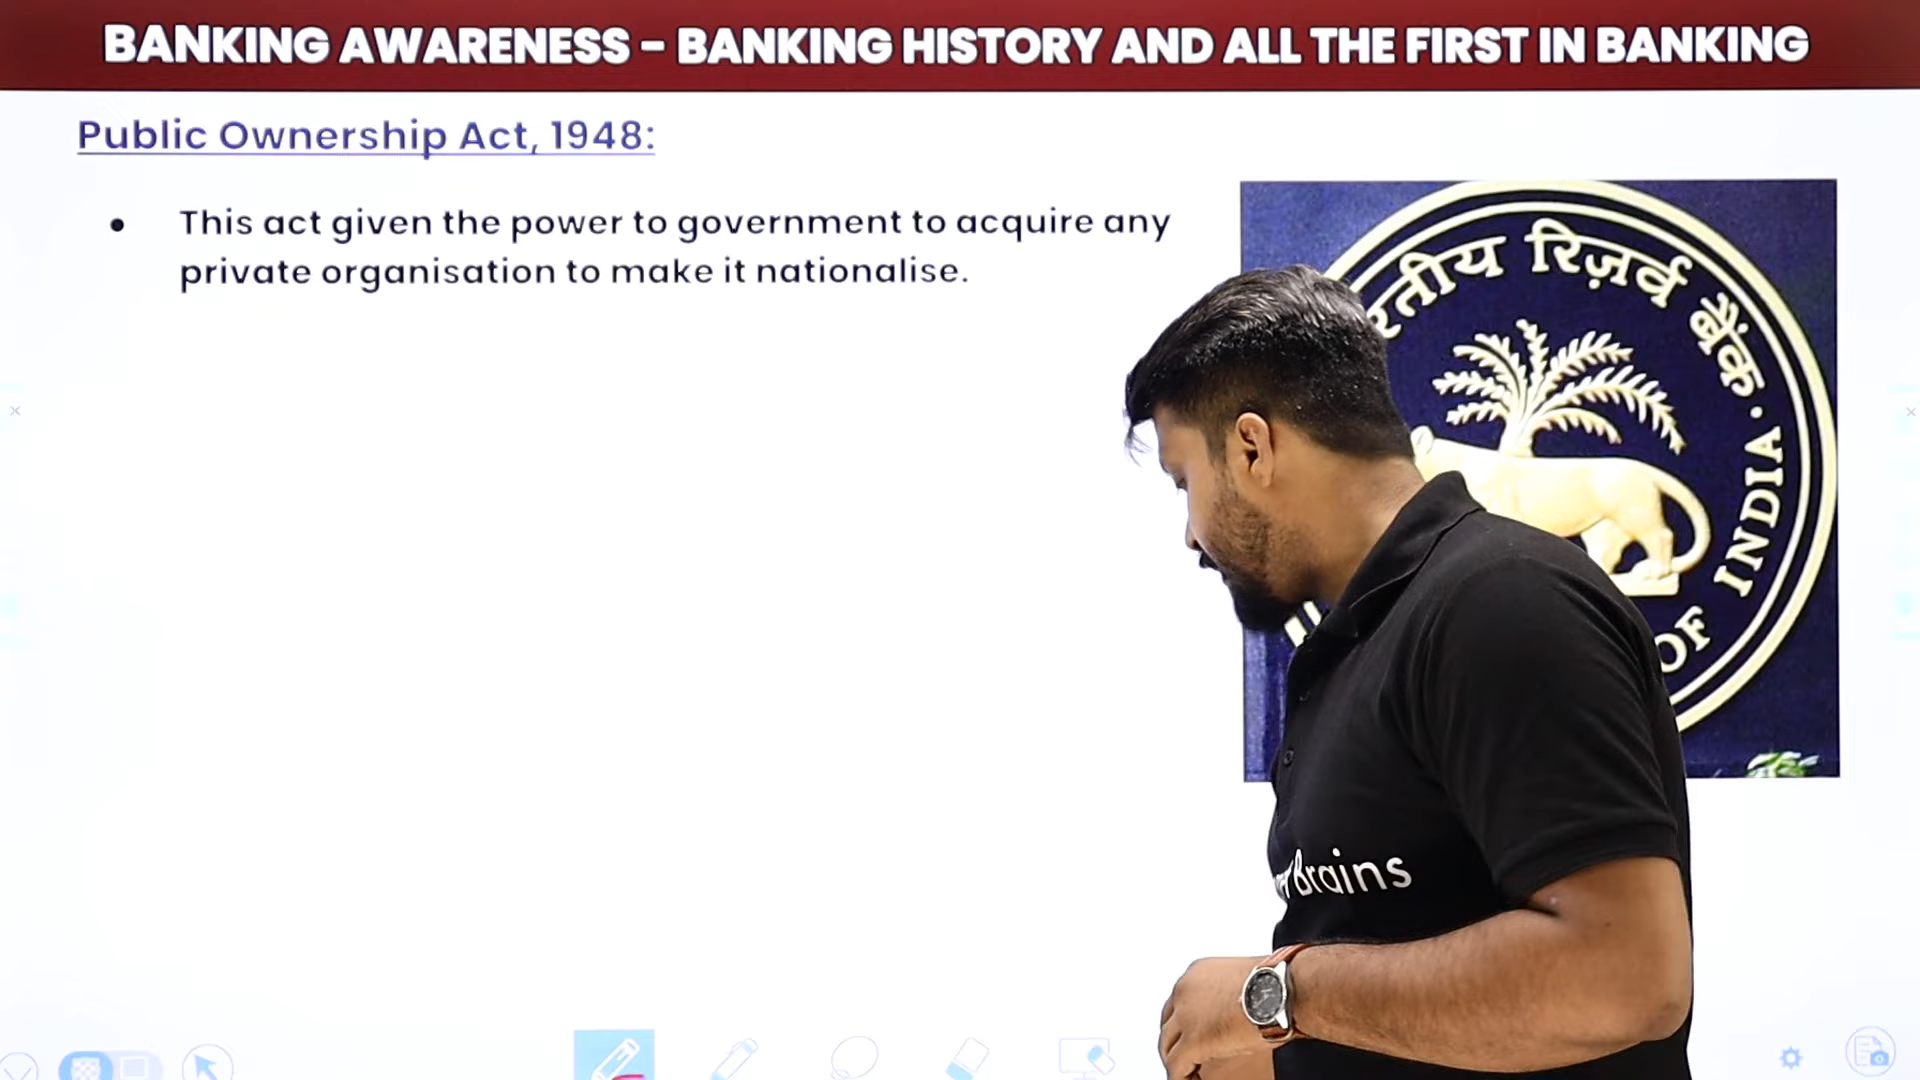 BANKING AWARENESS – BANKING HISTORY AND ALL THE FIRST IN BANKING
Public Ownership Act, 1948:
• This act given the power to government to acquire any
private organisation to make it nationalise.
रिज़र्व बैंक
OF INDIA
Brains